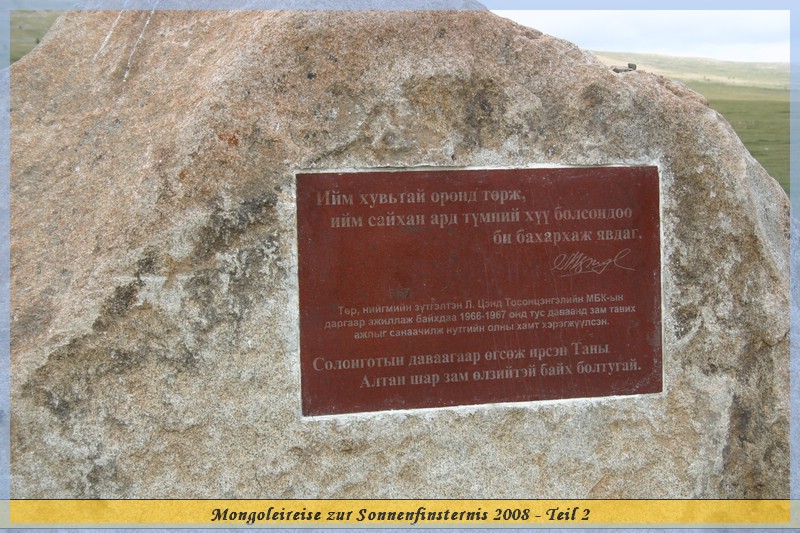 Ийм хувьтай оронд төрж,
ийм сайхан ард түмний хүү болсондоо
би бахархаж явдаг.
Төр, нийгмийн зүтгэлтэн Л. Цэнд Тосонцэнгэлийн МБК-ын
даргаар ажиллаж байхдаа 1966-1967 онд тус даваанд зам тавих
ажлыг санаачилж нутгийн олны хамт хэрэгжүүлсэн.
Солонготын даваагаар өгсөж ирсэн Таны
Алтан шар зам өлзийтэй байх болтугай.
Mongoleireise zur Sonnenfinsternis 2008 - Teil 2